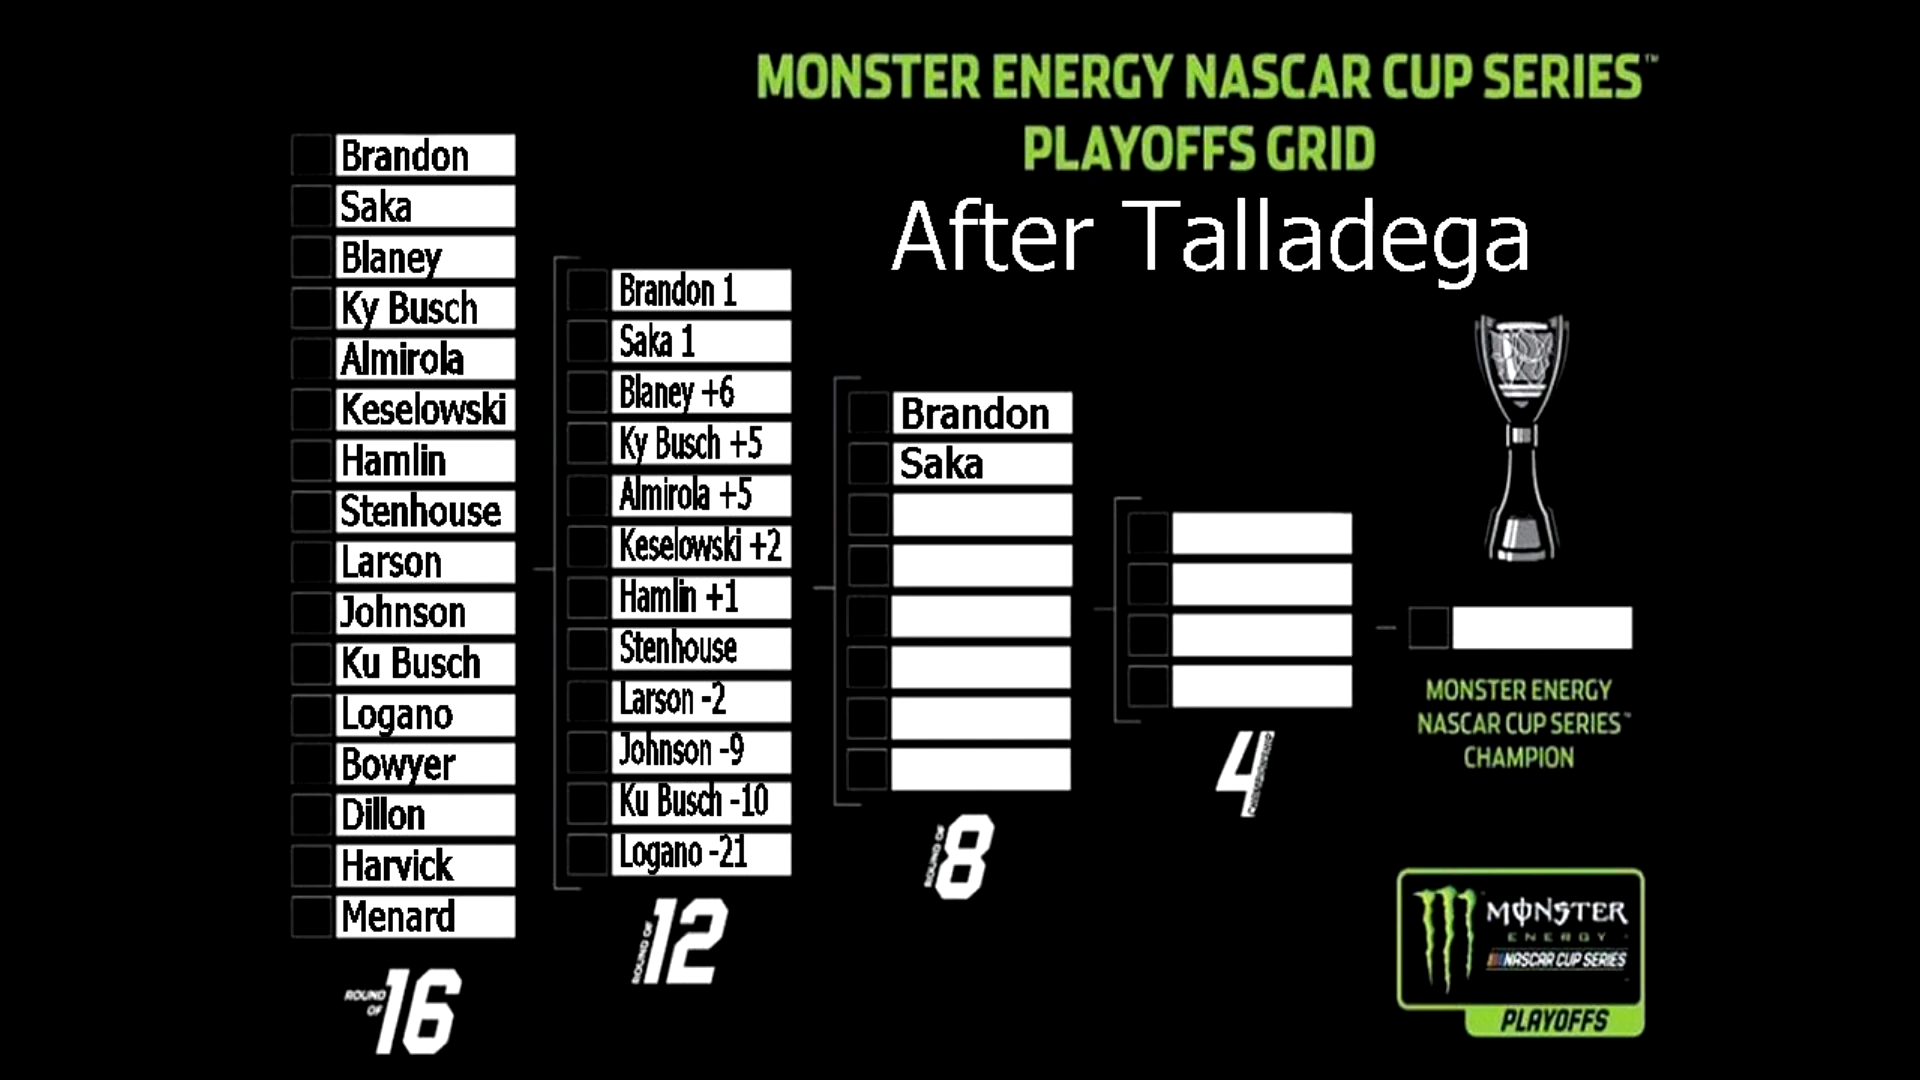 MONSTER ENERGY NASCAR CUP SERIES™
PLAYOFFS GRID
After Talladega
Brandon
Saka
Blaney
Ky Busch
Almirola
Keselowski
Hamlin
Stenhouse
Larson
Johnson
Ku Busch
Logano
Bowyer
Dillon
Harvick
Menard
ROUND
OF
16
Brandon 1
Saka 1
Blaney +6
Ky Busch +5
Almirola +5
Keselowski +2
Hamlin +1
Stenhouse
Larson -2
Johnson -9
Ku Busch -10
Logano -21
ROUND OF
12
Brandon
Saka
ROUND OF
8
4
MONSTER ENERGY
NASCAR CUP SERIES™
CHAMPION
MONSTER
ENERGY
NASCAR CUP SERIES
PLAYOFFS